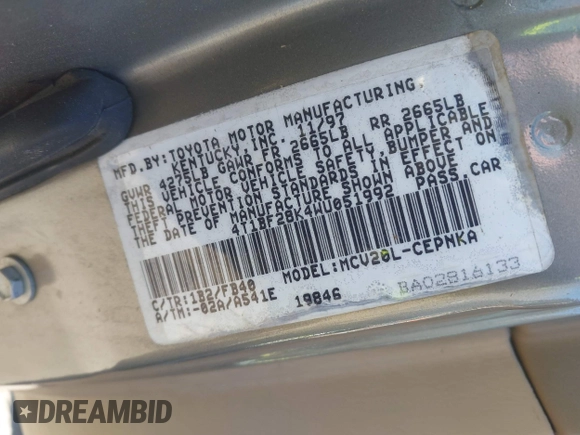 MFD.BY:TOYOTA MOTOR MANUFACTURING,
KENTUCKY,INC. 11/97
GVWR 4255LB GAWR FR 2665LB RR 2665LB
THIS VEHICLE CONFORMS TO ALL APPLICABLE
FEDERAL MOTOR VEHICLE SAFETY, BUMPER AND
THEFT PREVENTION STANDARDS IN EFFECT ON
THE DATE OF MANUFACTURE SHOWN ABOVE.
4T1BF28K4WU051992 PASS.CAR
C/TR:1B2/FB40 MODEL:MCV20L-CEPNKA
A/TM:-02A/A541E 19846 BA02816133
DREAMBID